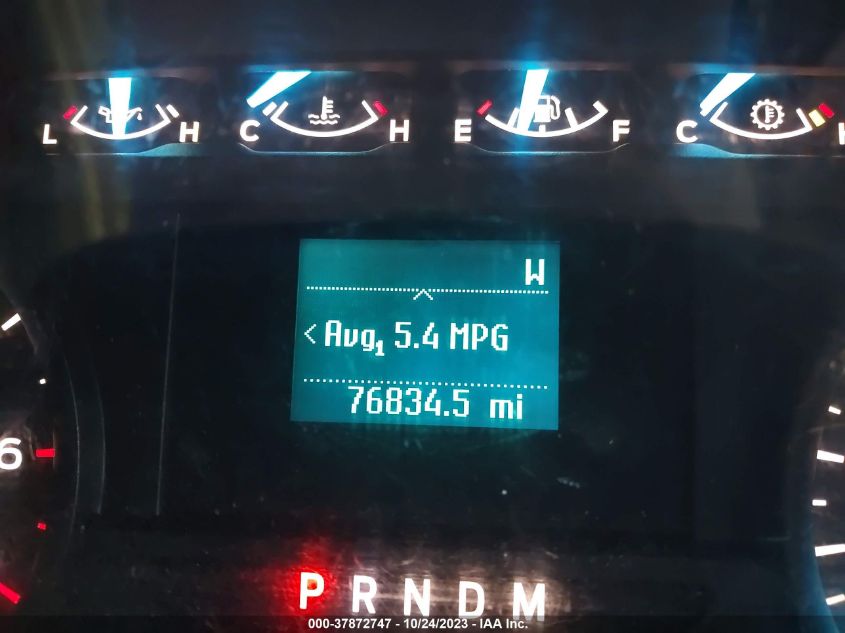 L H C H E F C H
W
< Avg1 5.4 MPG
76834.5 mi
6
P R N D M
000-37872747 - 10/24/2023 - IAA Inc.